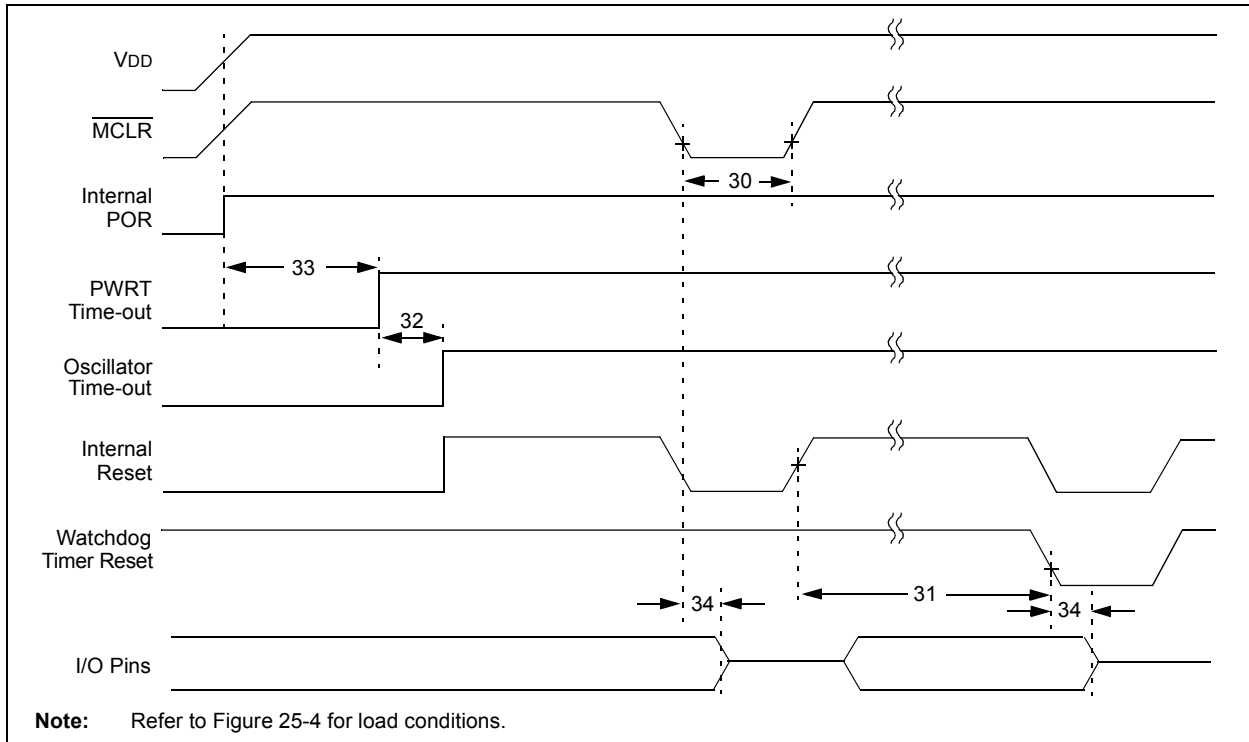 VDD
MCLR
30
Internal
POR
33
PWRT
Time-out
32
Oscillator
Time-out
Internal
Reset
Watchdog
Timer Reset
31
34
34
I/O Pins
Note: Refer to Figure 25-4 for load conditions.